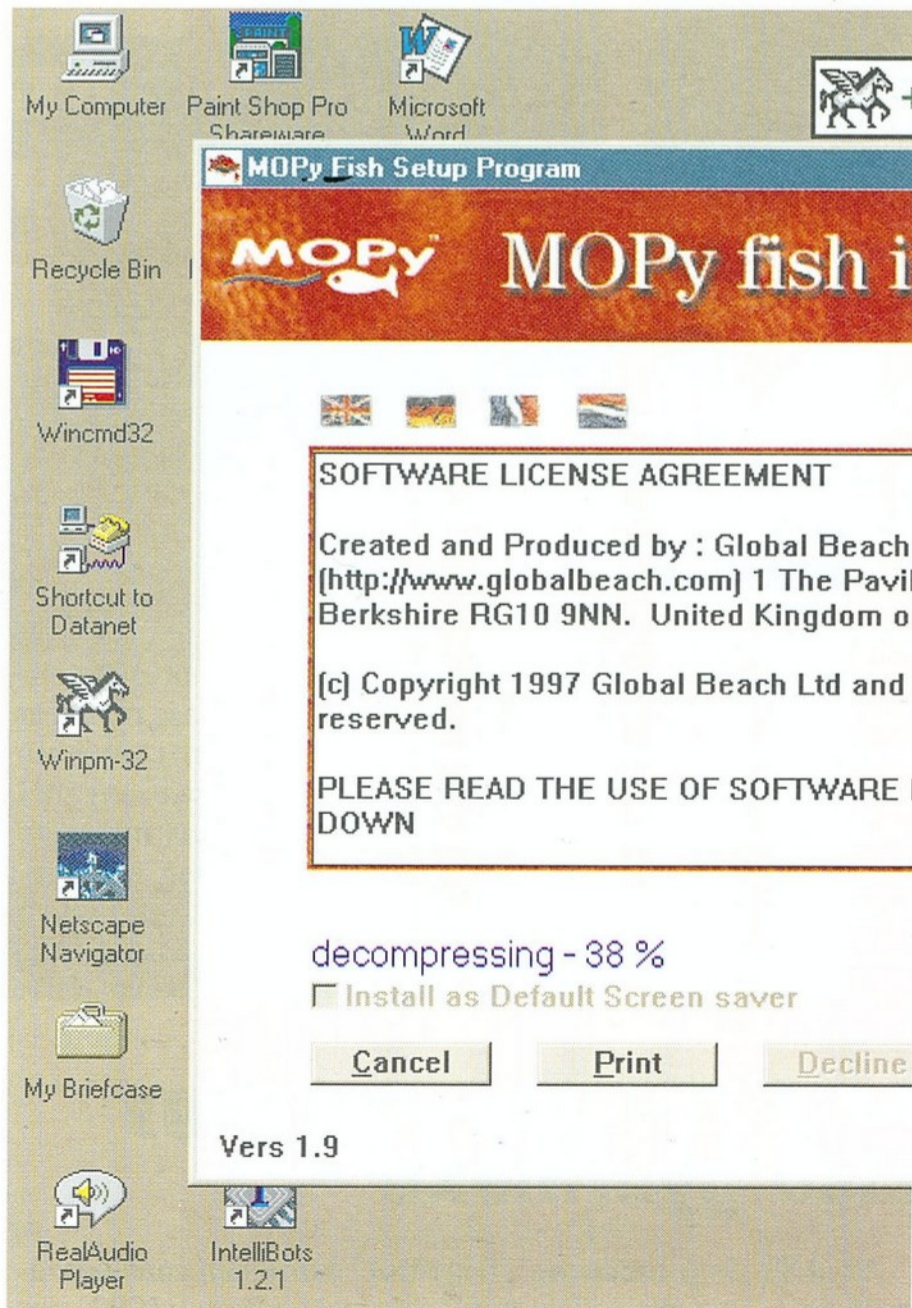 My Computer
Paint Shop Pro
Shareware
Microsoft
Word
Recycle Bin
Wincmd32
Shortcut to
Datanet
Winpm-32
Netscape
Navigator
My Briefcase
RealAudio
Player
IntelliBots
1.2.1
MOPy Fish Setup Program
MOPy
MOPy fish i
SOFTWARE LICENSE AGREEMENT
Created and Produced by : Global Beach
(http://www.globalbeach.com) 1 The Pavil
Berkshire RG10 9NN. United Kingdom o
(c) Copyright 1997 Global Beach Ltd and
reserved.
PLEASE READ THE USE OF SOFTWARE
DOWN
decompressing - 38 %
Install as Default Screen saver
Cancel
Print
Decline
Vers 1.9